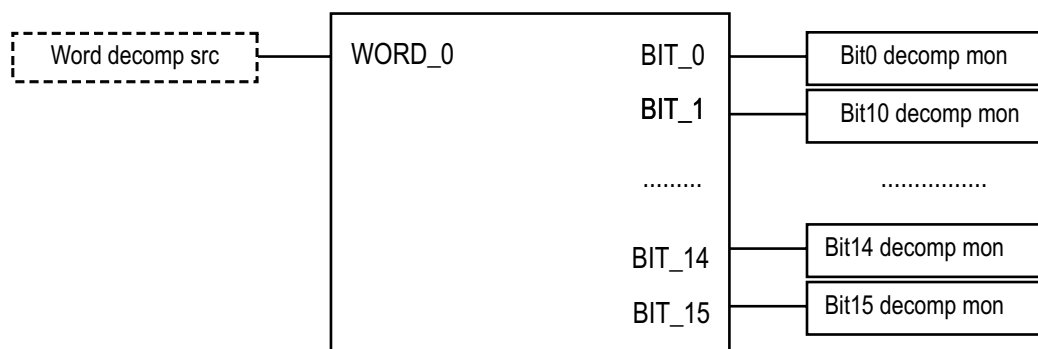 Word decomp src WORD_0 BIT_0 Bit0 decomp mon
BIT_1 Bit10 decomp mon
......... ................
BIT_14 Bit14 decomp mon
BIT_15 Bit15 decomp mon